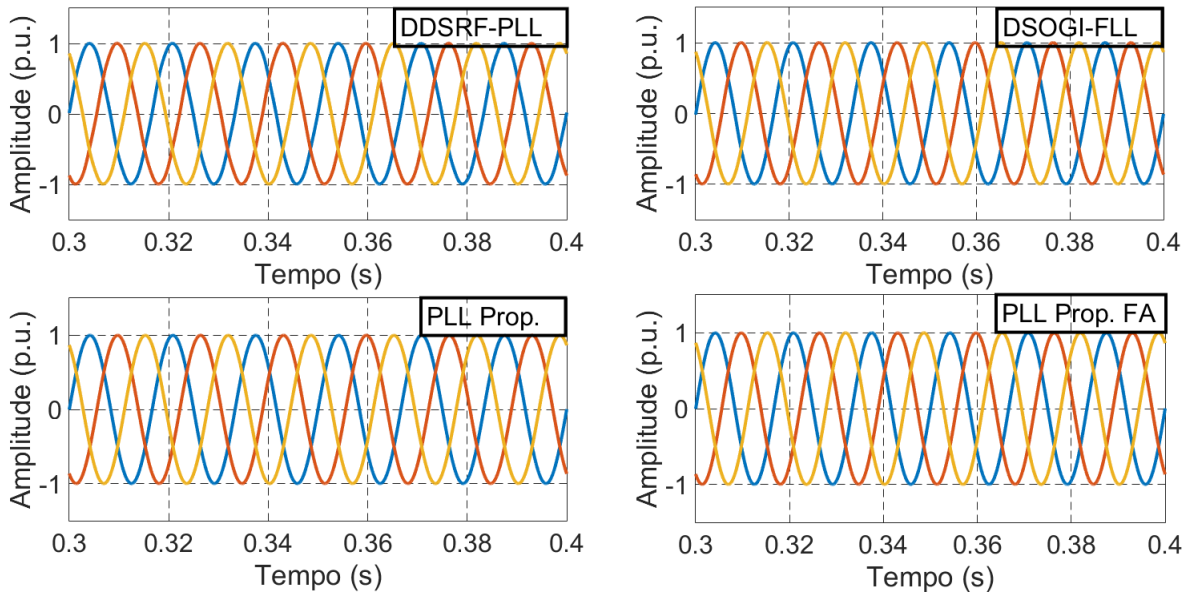 DDSRF-PLL
Amplitude (p.u.)
1
0
-1
0.3 0.32 0.34 0.36 0.38 0.4
Tempo (s)
DSOGI-FLL
Amplitude (p.u.)
1
0
-1
0.3 0.32 0.34 0.36 0.38 0.4
Tempo (s)
PLL Prop.
Amplitude (p.u.)
1
0
-1
0.3 0.32 0.34 0.36 0.38 0.4
Tempo (s)
PLL Prop. FA
Amplitude (p.u.)
1
0
-1
0.3 0.32 0.34 0.36 0.38 0.4
Tempo (s)